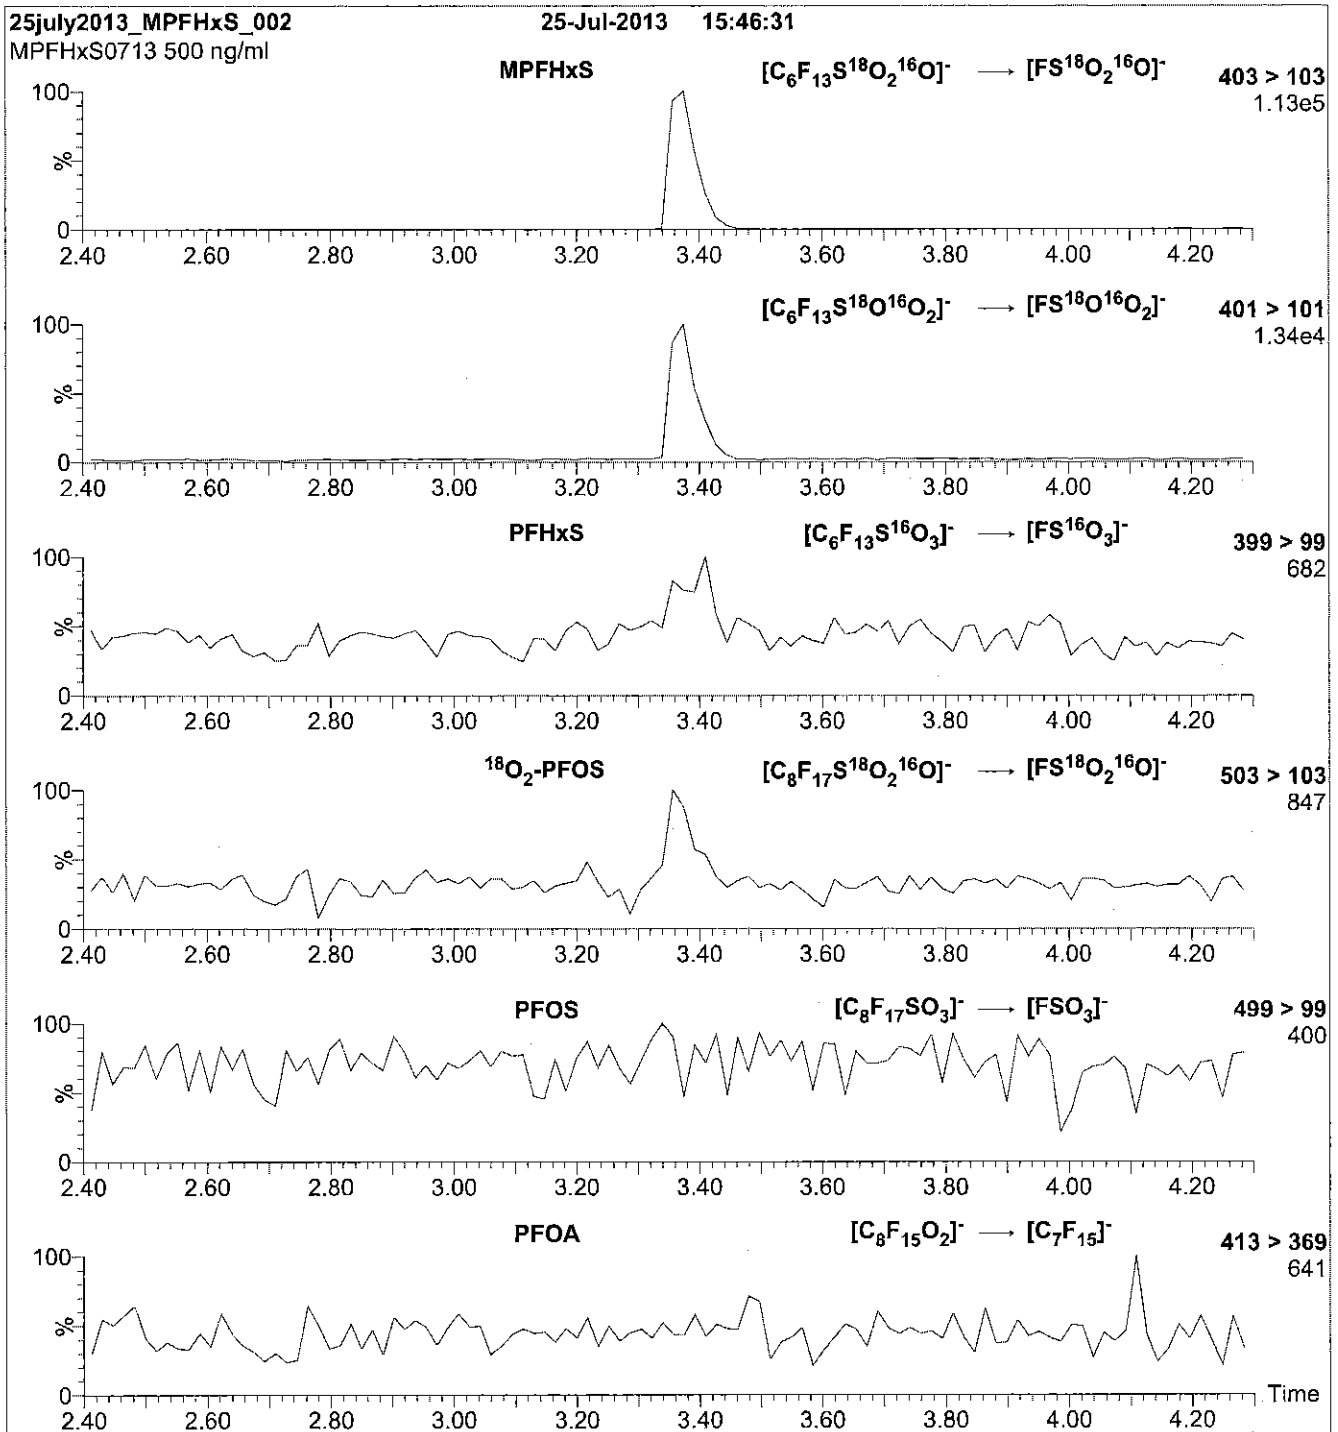 25july2013_MPFHxS_002 25-Jul-2013 15:46:31
MPFHxS0713 500 ng/ml
MPFHxS [C₆F₁₃S¹⁸O₂¹⁶O]⁻ → [FS¹⁸O₂¹⁶O]⁻ 403 > 103
1.13e5
100
%
0
2.40 2.60 2.80 3.00 3.20 3.40 3.60 3.80 4.00 4.20
[C₆F₁₃S¹⁸O¹⁶O₂]⁻ → [FS¹⁸O¹⁶O₂]⁻ 401 > 101
1.34e4
100
%
0
2.40 2.60 2.80 3.00 3.20 3.40 3.60 3.80 4.00 4.20
PFHxS [C₆F₁₃S¹⁶O₃]⁻ → [FS¹⁶O₃]⁻ 399 > 99
682
100
%
0
2.40 2.60 2.80 3.00 3.20 3.40 3.60 3.80 4.00 4.20
¹⁸O₂-PFOS [C₈F₁₇S¹⁸O₂¹⁶O]⁻ → [FS¹⁸O₂¹⁶O]⁻ 503 > 103
847
100
%
0
2.40 2.60 2.80 3.00 3.20 3.40 3.60 3.80 4.00 4.20
PFOS [C₈F₁₇SO₃]⁻ → [FSO₃]⁻ 499 > 99
400
100
%
0
2.40 2.60 2.80 3.00 3.20 3.40 3.60 3.80 4.00 4.20
PFOA [C₈F₁₅O₂]⁻ → [C₇F₁₅]⁻ 413 > 369
641
100
%
0
Time
2.40 2.60 2.80 3.00 3.20 3.40 3.60 3.80 4.00 4.20